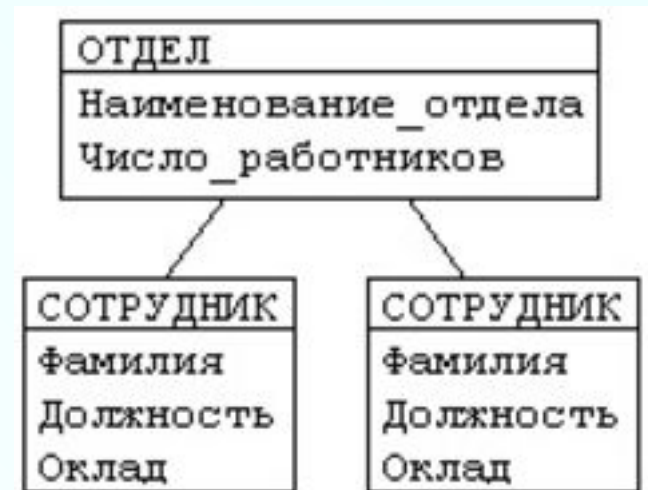 ОТДЕЛ
Наименование_отдела
Число_работников
СОТРУДНИК
Фамилия
Должность
Оклад
СОТРУДНИК
Фамилия
Должность
Оклад